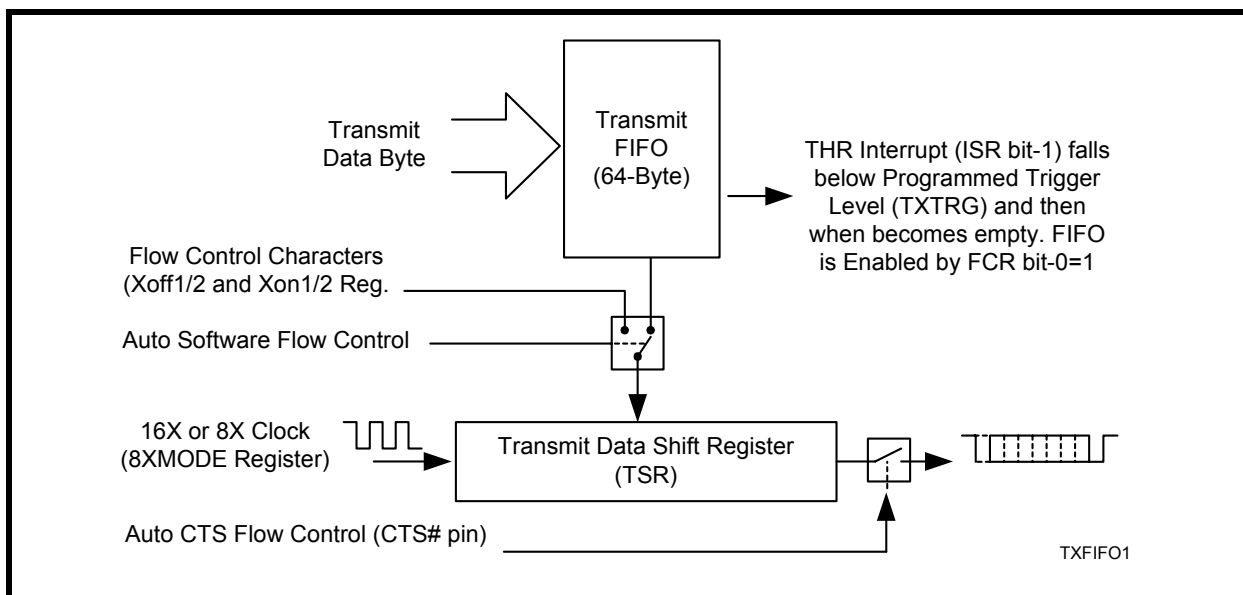 Transmit
Data Byte
Transmit
FIFO
(64-Byte)
THR Interrupt (ISR bit-1) falls
below Programmed Trigger
Level (TXTRG) and then
when becomes empty. FIFO
is Enabled by FCR bit-0=1
Flow Control Characters
(Xoff1/2 and Xon1/2 Reg.
Auto Software Flow Control
16X or 8X Clock
(8XMODE Register)
Transmit Data Shift Register
(TSR)
Auto CTS Flow Control (CTS# pin)
TXFIFO1